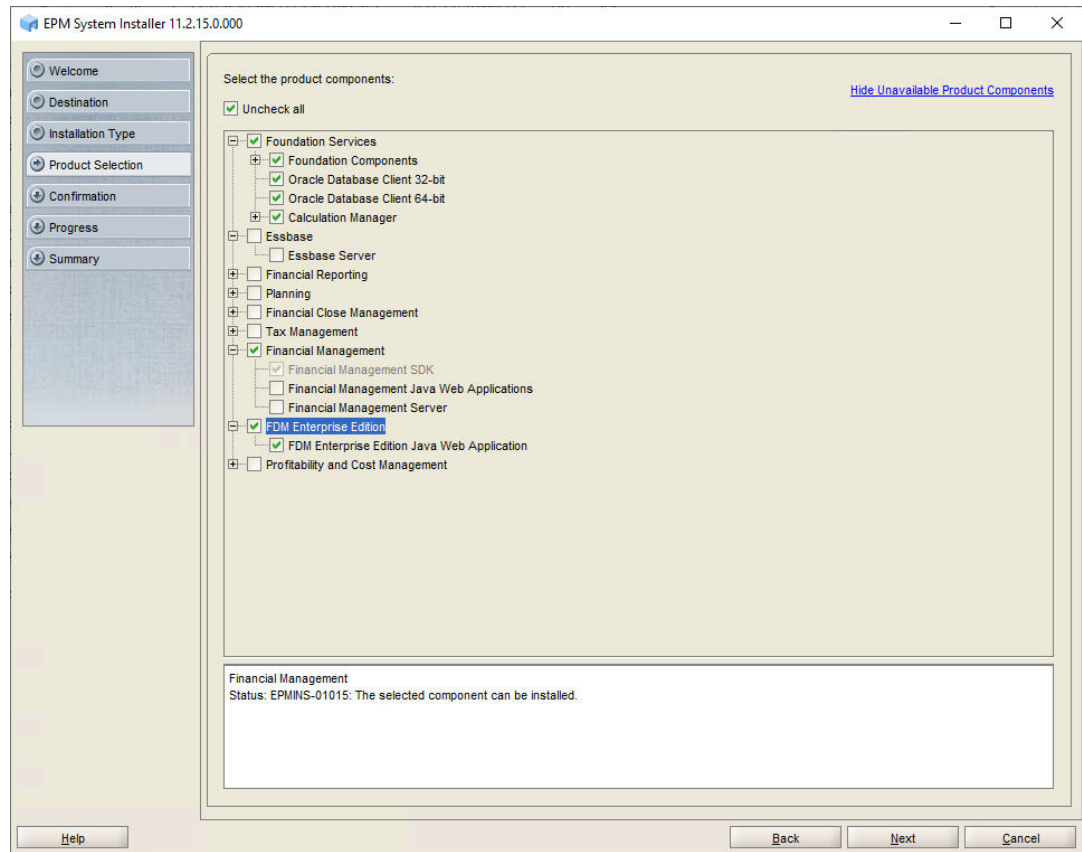 EPM System Installer 11.2.15.0.000
Welcome
Destination
Installation Type
Product Selection
Confirmation
Progress
Summary
Select the product components:
Hide Unavailable Product Components
Uncheck all
Foundation Services
Foundation Components
Oracle Database Client 32-bit
Oracle Database Client 64-bit
Calculation Manager
Essbase
Essbase Server
Financial Reporting
Planning
Financial Close Management
Tax Management
Financial Management
Financial Management SDK
Financial Management Java Web Applications
Financial Management Server
FDM Enterprise Edition
FDM Enterprise Edition Java Web Application
Profitability and Cost Management
Financial Management
Status: EPMINS-01015: The selected component can be installed.
Help
Back
Next
Cancel